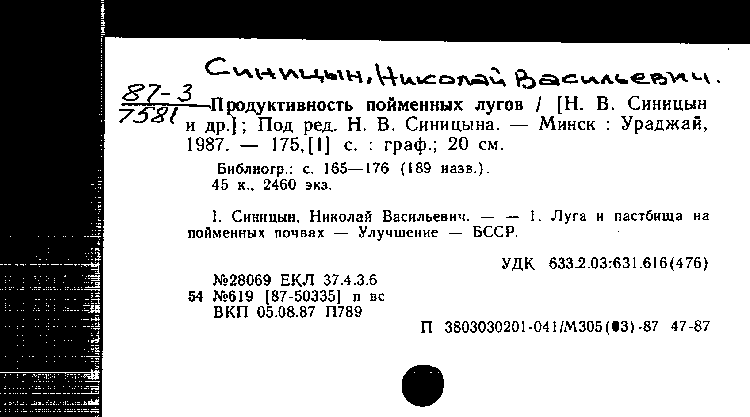 Синицын, Николай Васильевич.
87-3
7581
Продуктивность пойменных лугов / [Н. В. Синицын
и др.]; Под ред. Н. В. Синицына. — Минск : Ураджай,
1987. — 175,[1] с. : граф.; 20 см.
Библиогр.: с. 165—176 (189 назв.).
45 к., 2460 экз.
1. Синицын, Николай Васильевич. — — 1. Луга и пастбища на
пойменных почвах — Улучшение — БССР.
УДК 633.2.03:631.616(476)
№28069 ЕКЛ 37.4.3.6
54 №619 [87-50335] п вс
ВКП 05.08.87 П789
П 3803030201-041/М305(03)-87 47-87